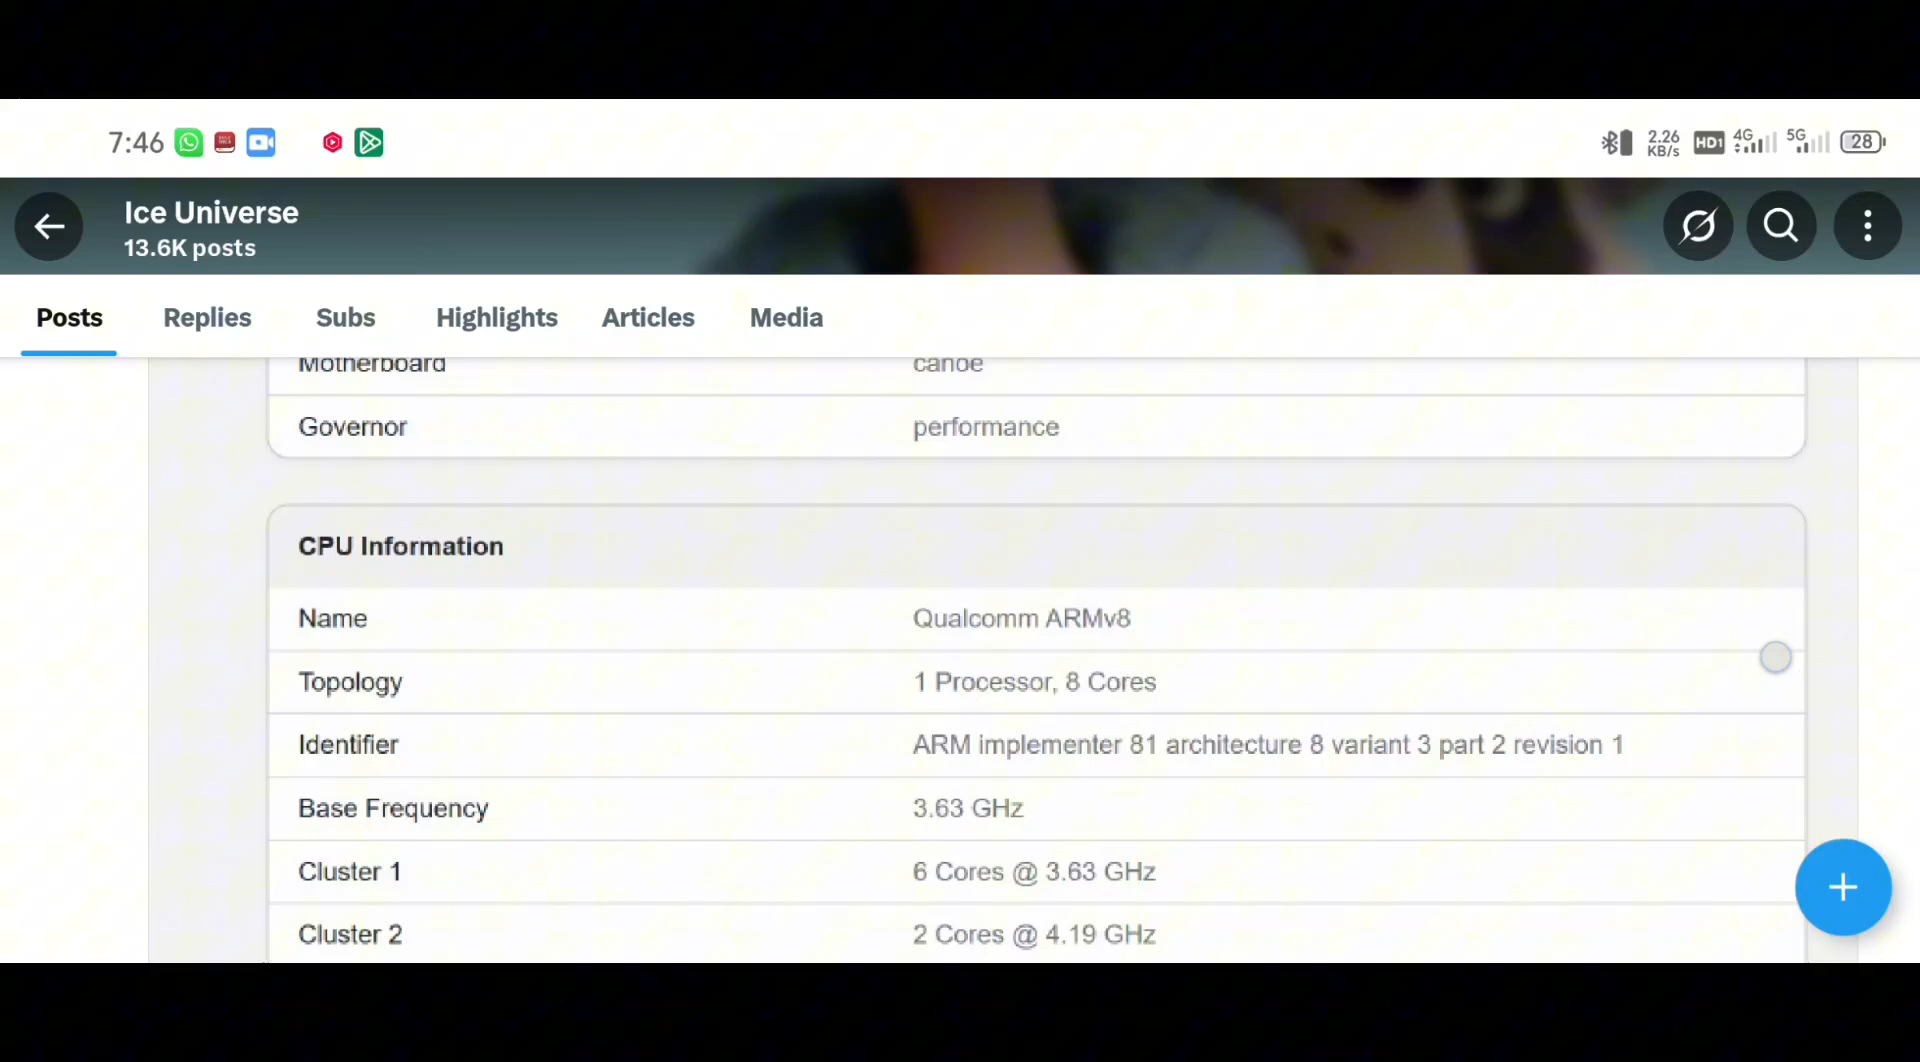 7:46
2.26
KB/s
HD1
4G
5G
28
Ice Universe
13.6K posts
Posts Replies Subs Highlights Articles Media
Motherboard canoe
Governor performance
CPU Information
Name Qualcomm ARMv8
Topology 1 Processor, 8 Cores
Identifier ARM implementer 81 architecture 8 variant 3 part 2 revision 1
Base Frequency 3.63 GHz
Cluster 1 6 Cores @ 3.63 GHz
Cluster 2 2 Cores @ 4.19 GHz